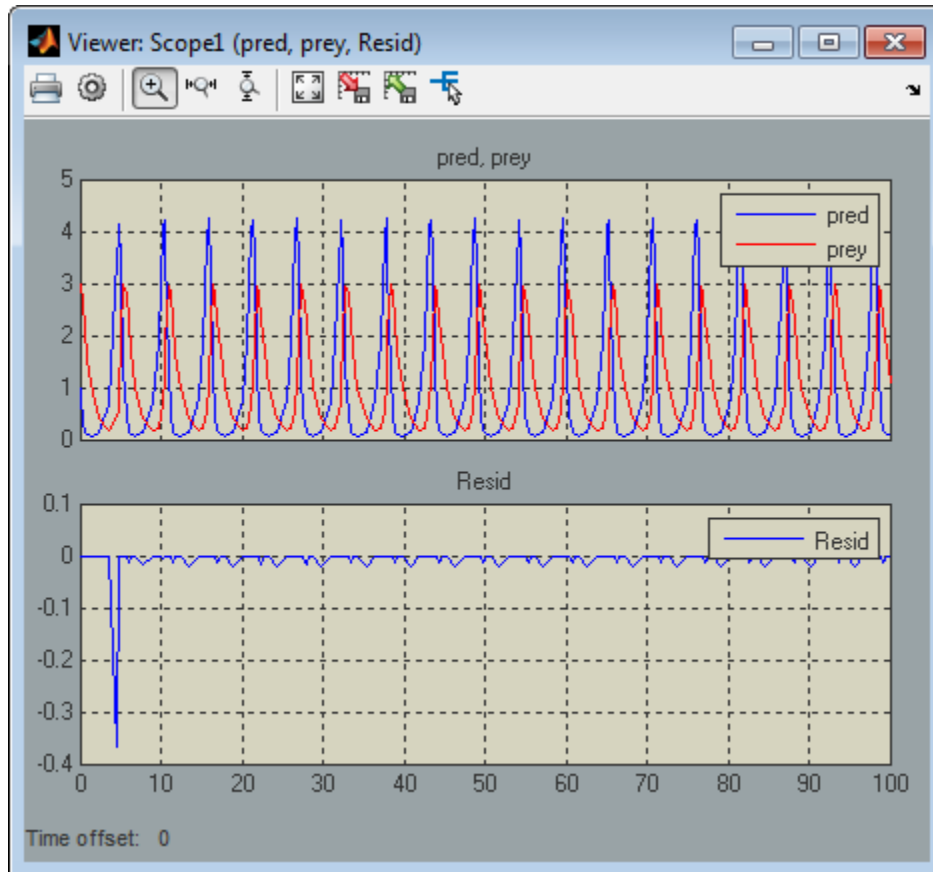 Viewer: Scope1 (pred, prey, Resid)
pred, prey
5
4
3
2
1
0
pred
prey
Resid
0.1
0
-0.1
-0.2
-0.3
-0.4
Resid
0 10 20 30 40 50 60 70 80 90 100
Time offset: 0